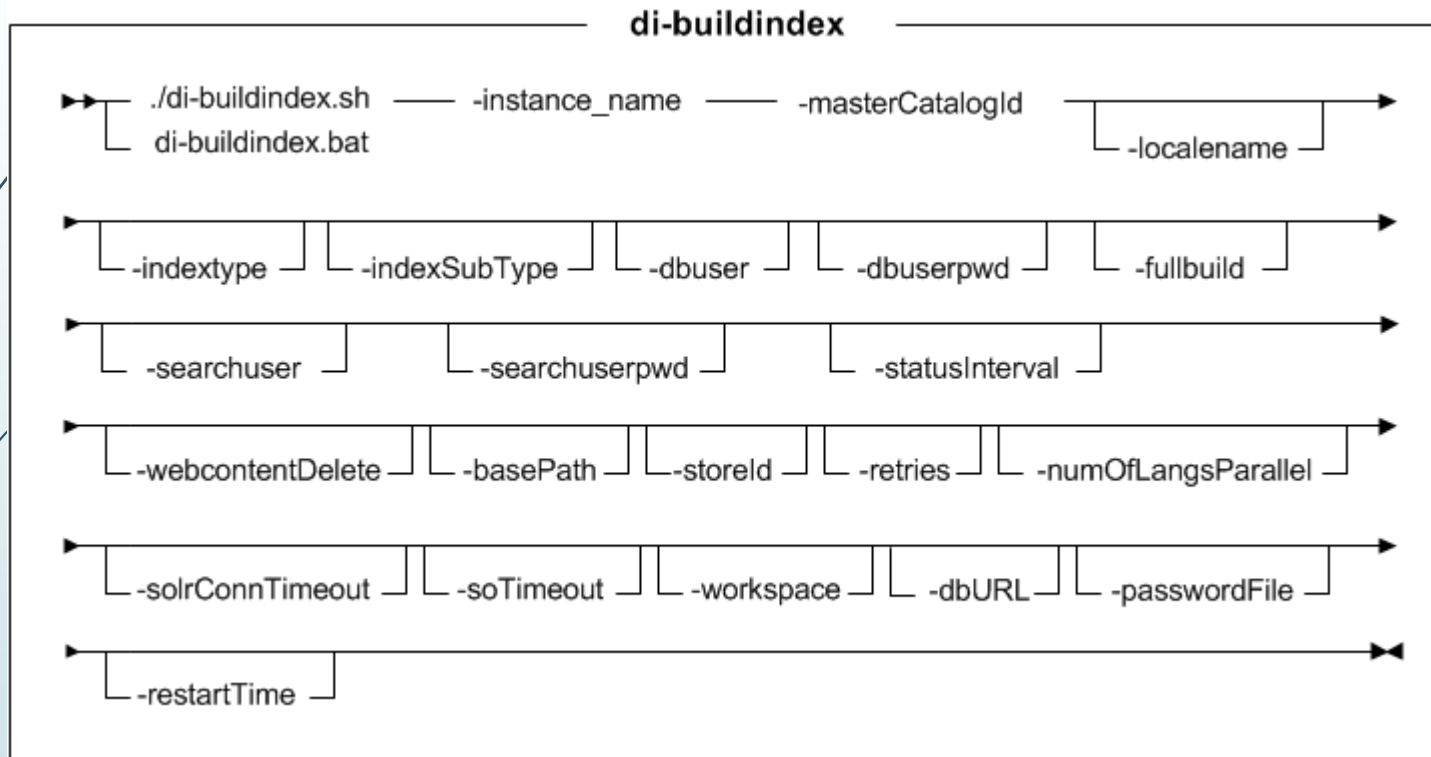 di-buildindex
./di-buildindex.sh -instance_name -masterCatalogId
di-buildindex.bat -localename
-indextype -indexSubType -dbuser -dbuserpwd -fullbuild
-searchuser -searchuserpwd -statusInterval
-webcontentDelete -basePath -storeId -retries -numOfLangsParallel
-solrConnTimeout -soTimeout -workspace -dbURL -passwordFile
-restartTime